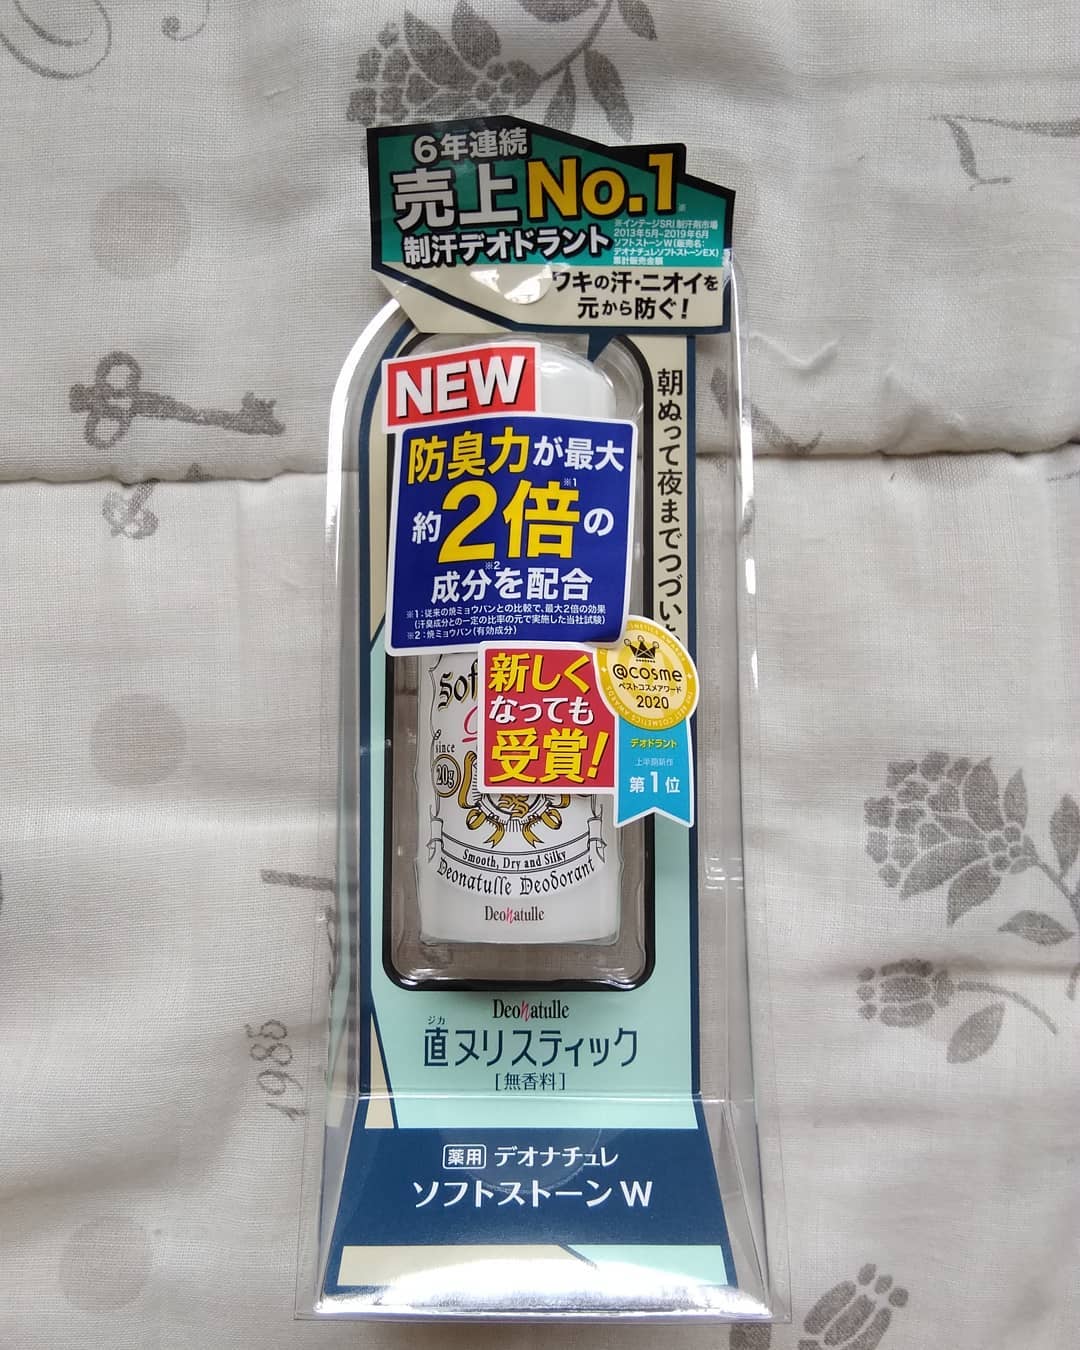 6年連続
売上No.1※
制汗デオドラント
※インテージSRI 制汗剤市場
2013年5月~2019年6月
ソフトストーンW(販売名:
デオナチュレソフトストーンEX)
累計販売金額
ワキの汗・ニオイを
元から防ぐ!
朝ぬって夜までつづい
NEW
防臭力が最大
約2倍の※1
成分を配合※2
※1:従来の焼ミョウバンとの比較で、最大2倍の効果
(汗臭成分との一定の比率の元で実施した当社試験)
※2:焼ミョウバン(有効成分)
新しく
なっても
受賞!
@cosme
ベストコスメアワード
2020
THE BEST COSMETICS AWARDS
デオドラント
上半期新作
第1位
Sof
since
20g
Smooth, Dry and Silky
Deonatulle Deodorant
Deonatulle
Deonatulle
ジカ
直ヌリスティック
[無香料]
薬用 デオナチュレ
ソフトストーンW
1985